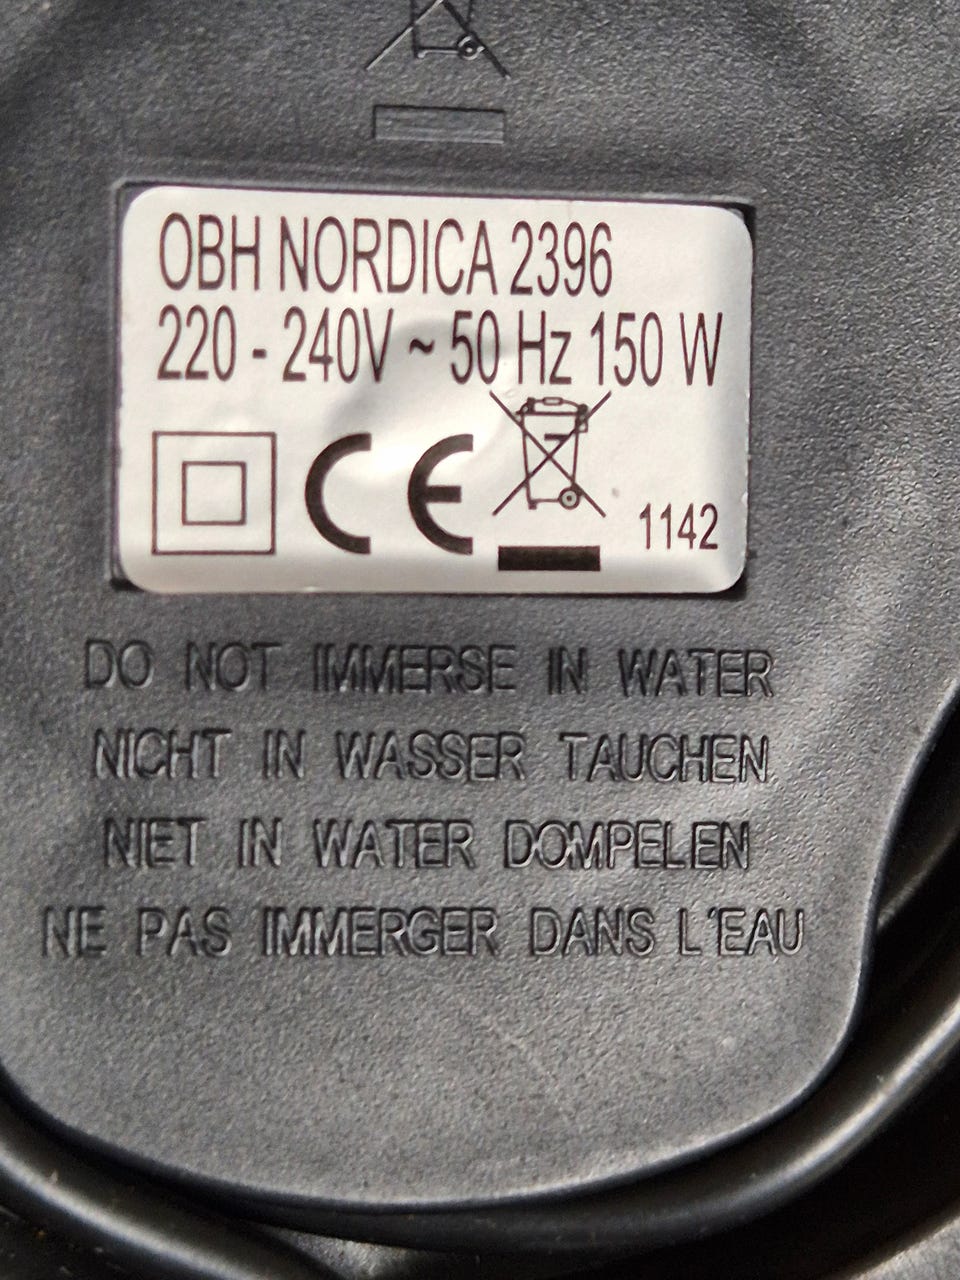 OBH NORDICA 2396
220 - 240V ~ 50 Hz 150 W
CE
1142
DO NOT IMMERSE IN WATER
NICHT IN WASSER TAUCHEN
NIET IN WATER DOMPELEN
NE PAS IMMERGER DANS L'EAU